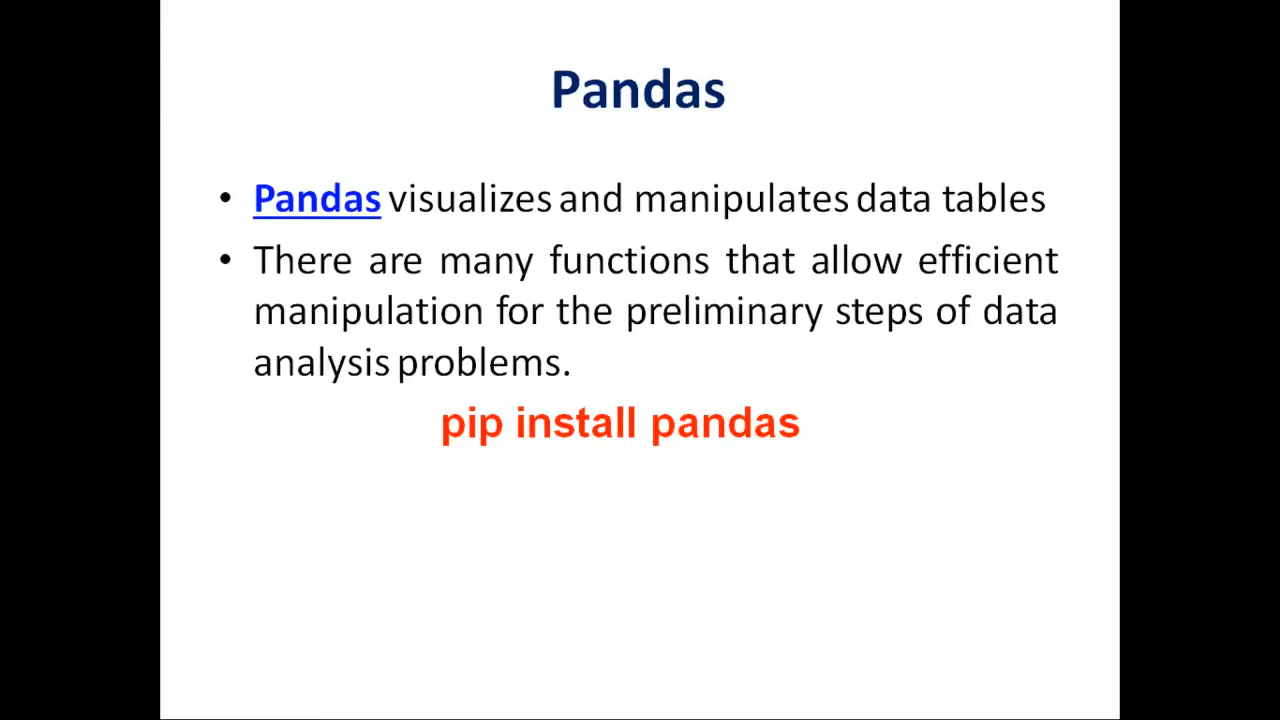 Pandas
• Pandas visualizes and manipulates data tables
• There are many functions that allow efficient
manipulation for the preliminary steps of data
analysis problems.
pip install pandas